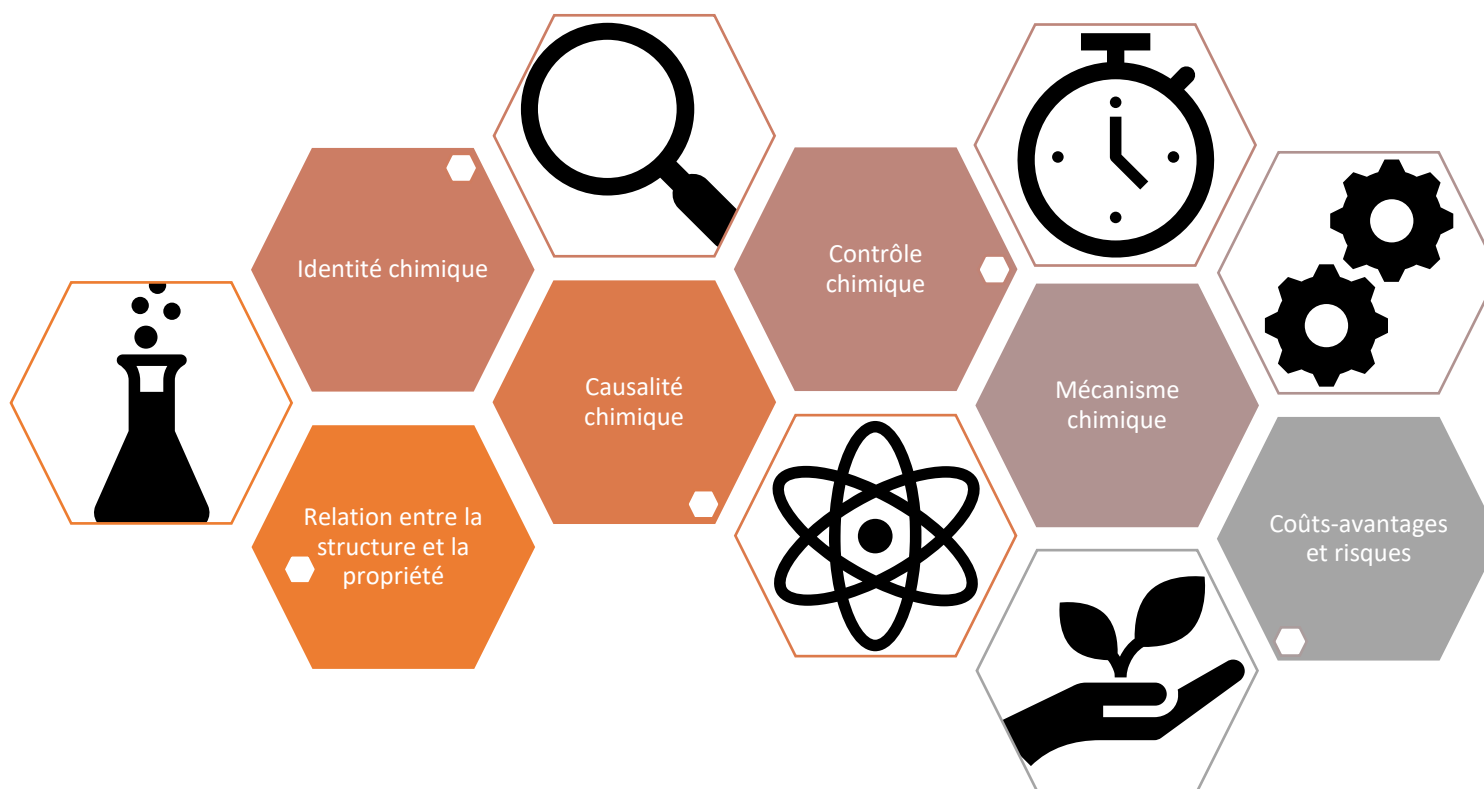 Identité chimique
Contrôle
chimique
Causalité
chimique
Mécanisme
chimique
Relation entre la
structure et la
propriété
Coûts-avantages
et risques